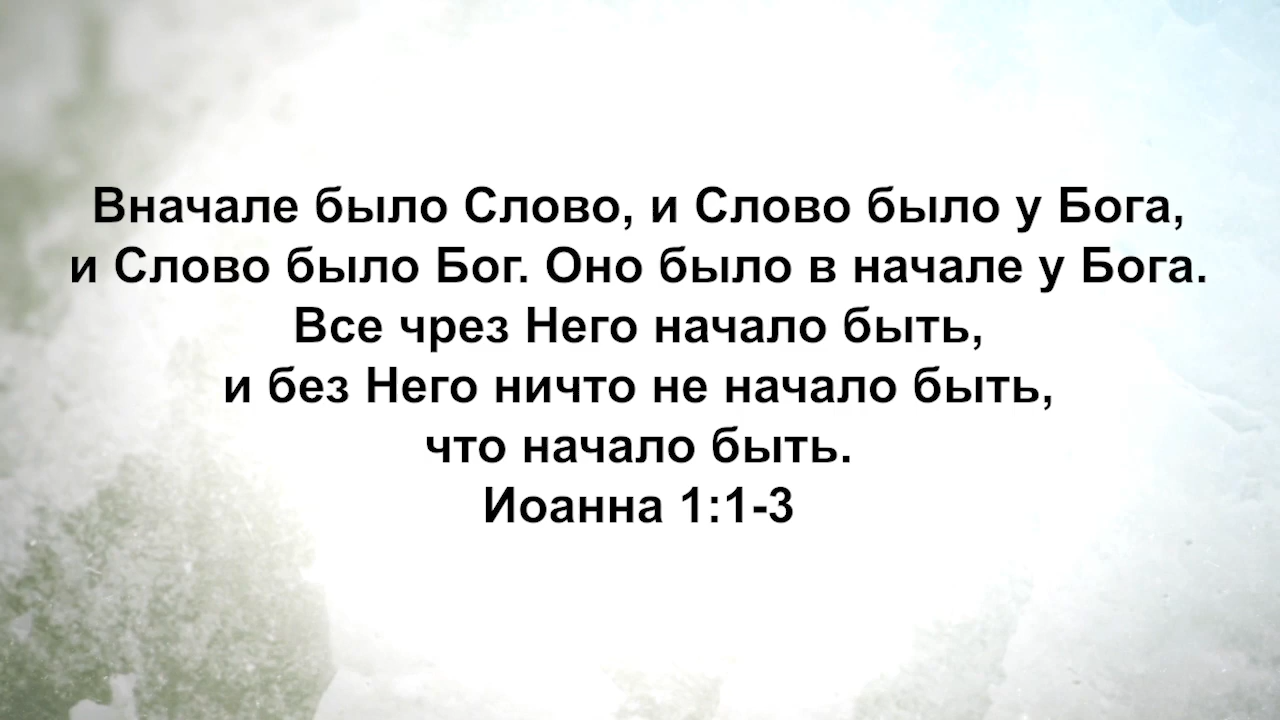 Вначале было Слово, и Слово было у Бога,
и Слово было Бог. Оно было в начале у Бога.
Все чрез Него начало быть,
и без Него ничто не начало быть,
что начало быть.
Иоанна 1:1-3